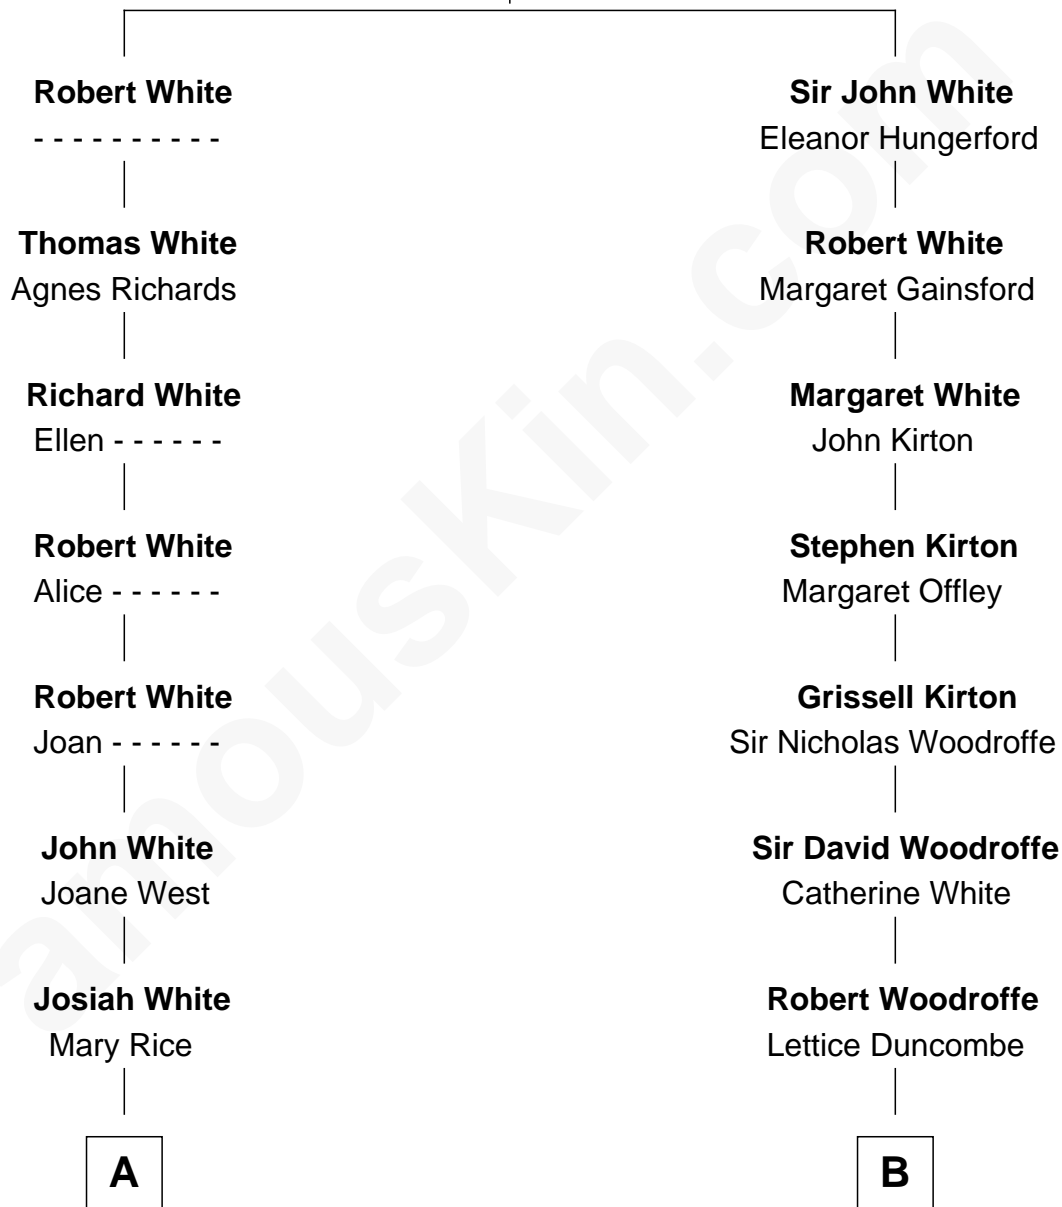 Robert White
- - - - - - - - - -
Thomas White
Agnes Richards
Richard White
Ellen - - - - - -
Robert White
Alice - - - - - -
Robert White
Joan - - - - - -
John White
Joane West
Josiah White
Mary Rice
A
Sir John White
Eleanor Hungerford
Robert White
Margaret Gainsford
Margaret White
John Kirton
Stephen Kirton
Margaret Offley
Grissell Kirton
Sir Nicholas Woodroffe
Sir David Woodroffe
Catherine White
Robert Woodroffe
Lettice Duncombe
B
amousKin.com